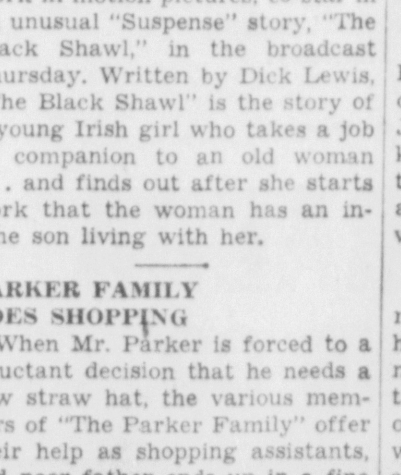 unusual "Suspense" story, "The
ack Shawl," in the broadcast
ursday. Written by Dick Lewis,
he Black Shawl" is the story of
young Irish girl who takes a job
companion to an old woman
. . and finds out after she starts
rk that the woman has an in-
ne son living with her.
ARKER FAMILY
OES SHOPPING
When Mr. Parker is forced to a
uctant decision that he needs a
w straw hat, the various mem-
rs of "The Parker Family" offer
eir help as shopping assistants,